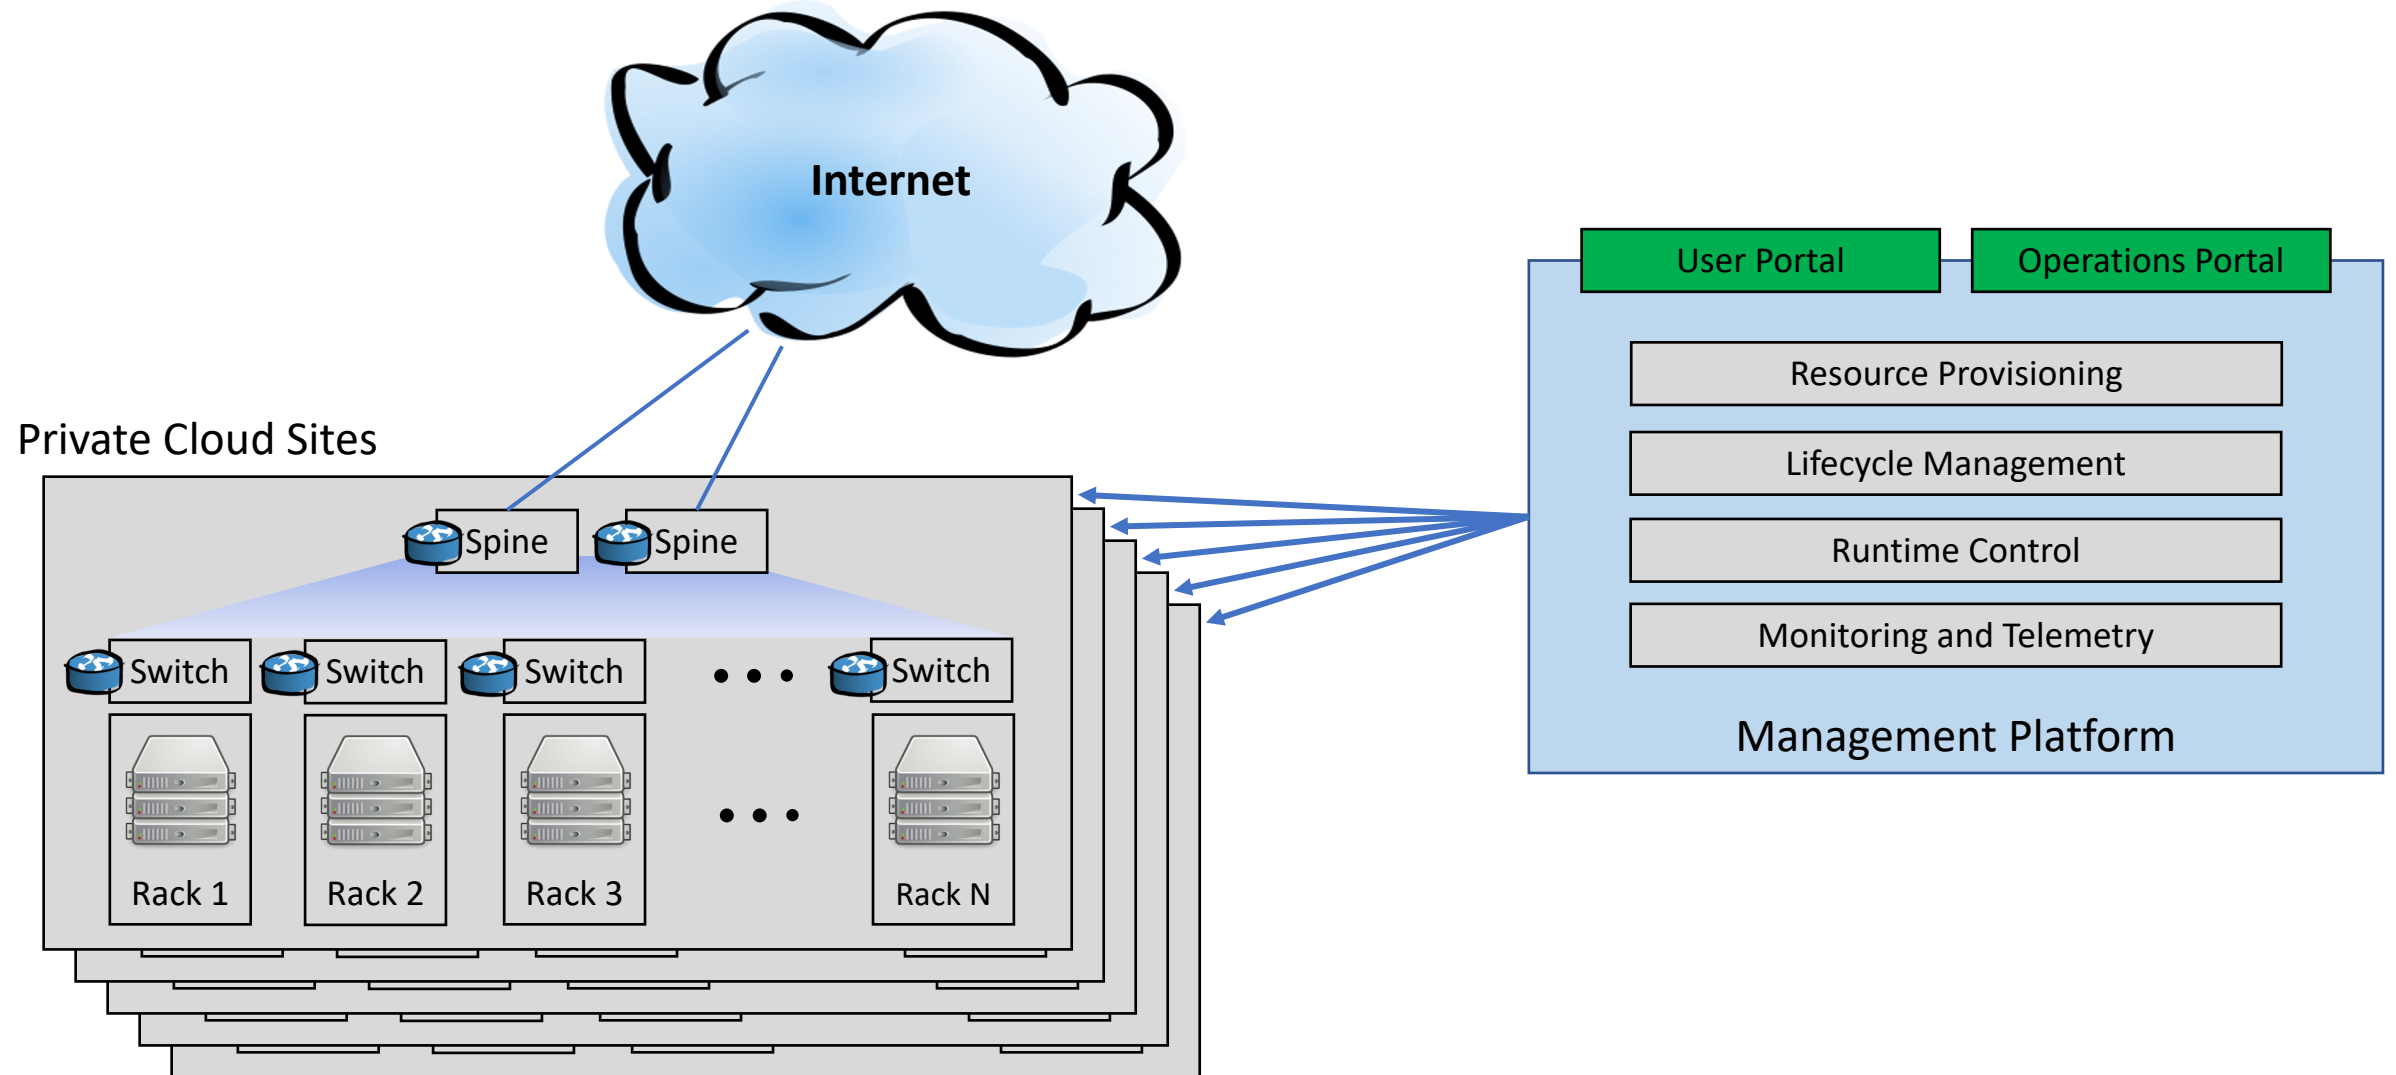 Internet
User Portal
Operations Portal
Resource Provisioning
Lifecycle Management
Runtime Control
Monitoring and Telemetry
Management Platform
Private Cloud Sites
Spine
Spine
Switch
Switch
Switch
Switch
Rack 1
Rack 2
Rack 3
Rack N